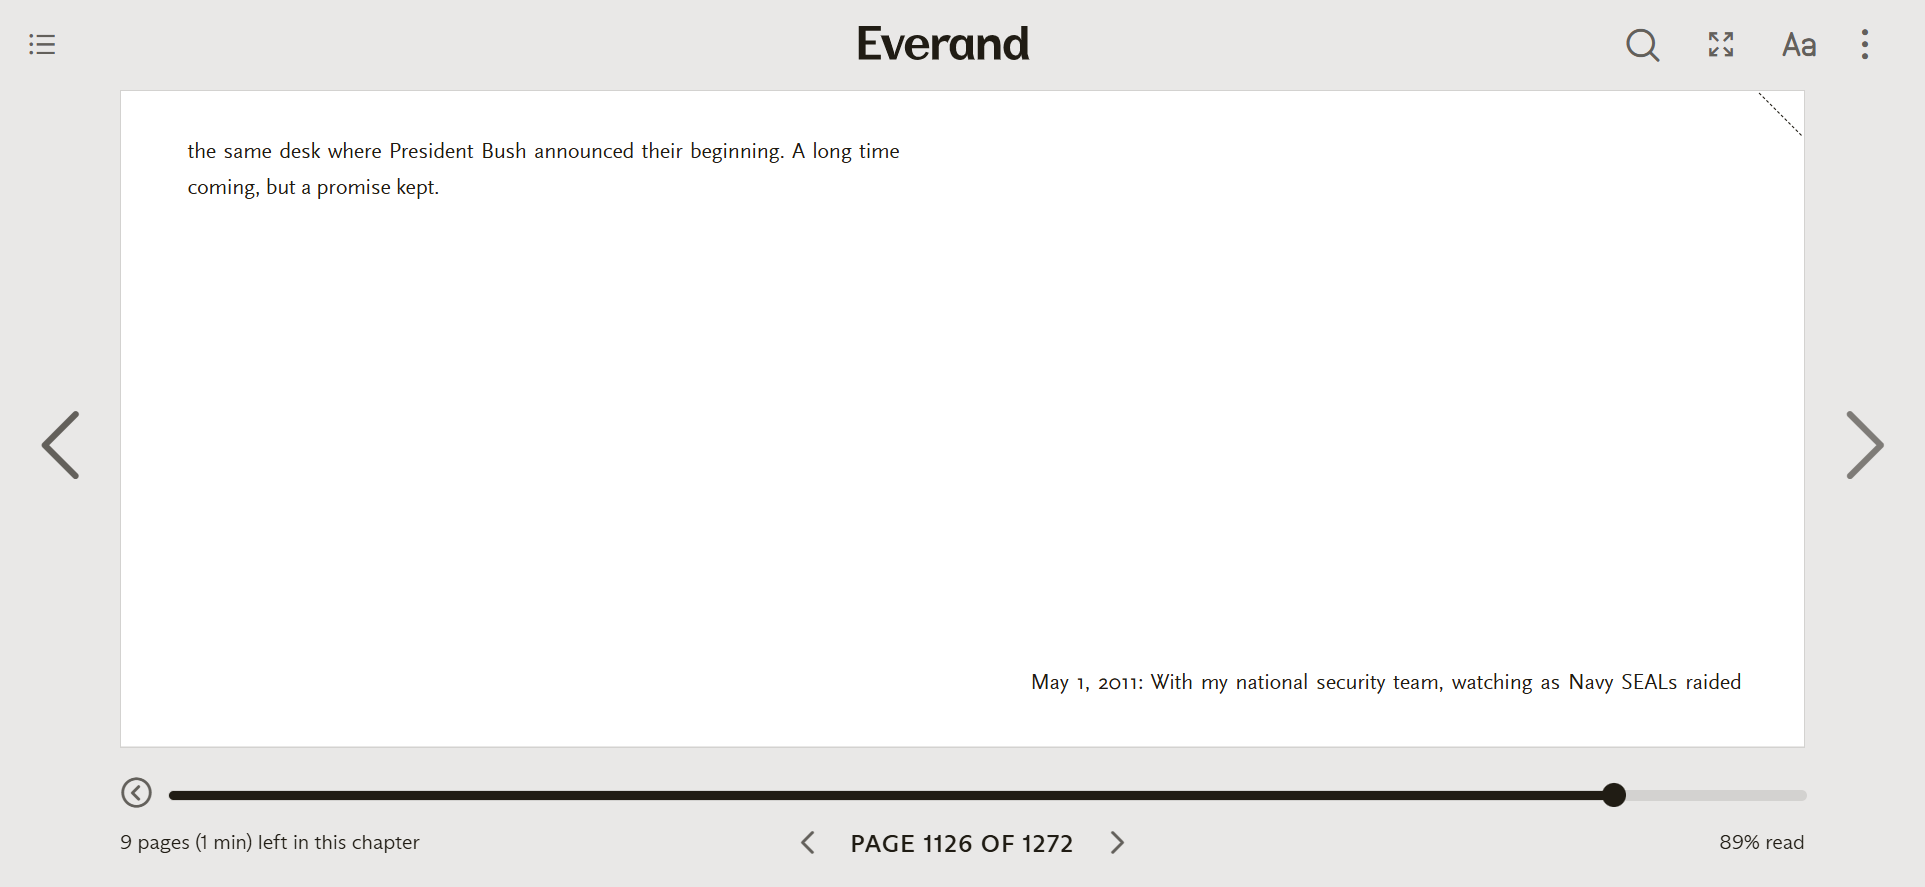 Everand
Aa
the same desk where President Bush announced their beginning. A long time
coming, but a promise kept.
May 1, 2011: With my national security team, watching as Navy SEALs raided
9 pages (1 min) left in this chapter
PAGE 1126 OF 1272
89% read